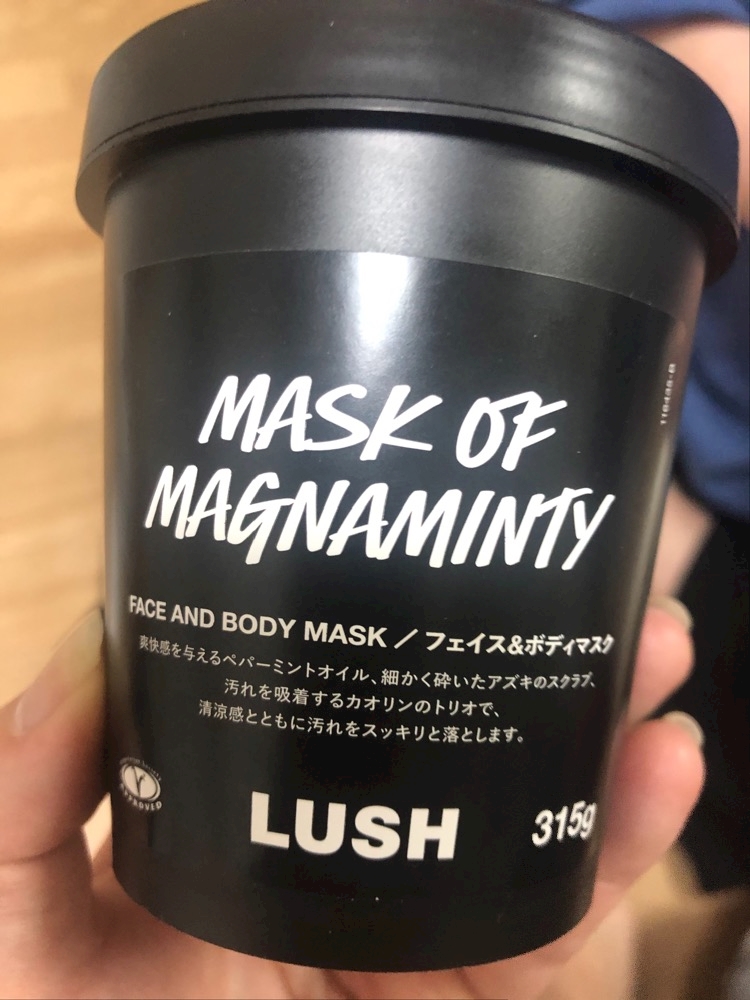 MASK OF
MAGNAMINTY
FACE AND BODY MASK / フェイス&ボディマスク
爽快感を与えるペパーミントオイル、細かく砕いたアズキのスクラブ、
汚れを吸着するカオリンのトリオで、
清涼感とともに汚れをスッキリと落とします。
APPROVED
LUSH
315g